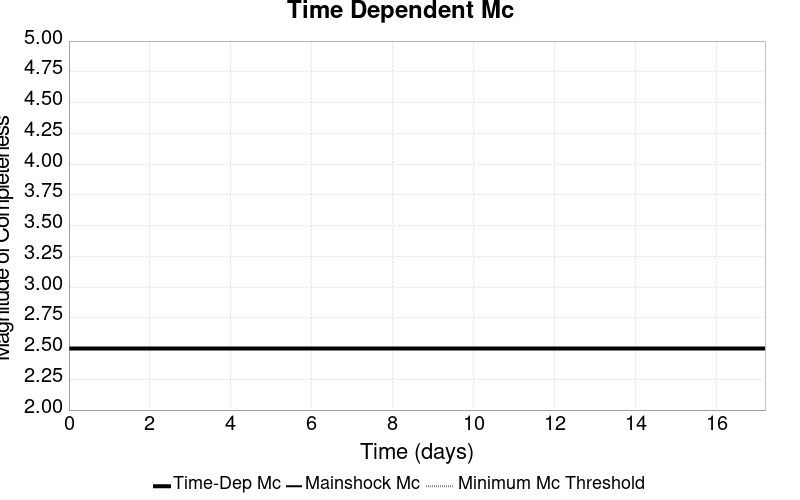 Time Dependent Mc
5.00
4.75
4.50
4.25
4.00
3.75
3.50
3.25
3.00
2.75
2.50
2.25
2.00
Magnitude of Completeness
0 2 4 6 8 10 12 14 16
Time (days)
Time-Dep Mc Mainshock Mc Minimum Mc Threshold